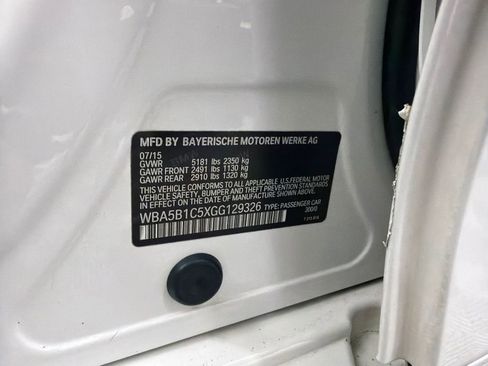 MFD BY BAYERISCHE MOTOREN WERKE AG
07/15
GVWR 5181 lbs 2350 kg
GAWR FRONT 2491 lbs 1130 kg
GAWR REAR 2910 lbs 1320 kg
THIS VEHICLE CONFORMS TO ALL APPLICABLE U.S. FEDERAL MOTOR
VEHICLE SAFETY, BUMPER, AND THEFT PREVENTION STANDARDS IN
EFFECT ON THE DATE OF MANUFACTURE SHOWN ABOVE.
WBA5B1C5XGG129326 TYPE: PASSENGER CAR
300/0